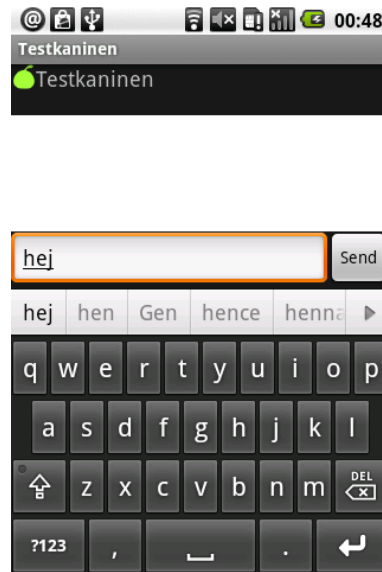 00:48
Testkaninen
Testkaninen
hej
Send
hej hen Gen hence henna
q w e r t y u i o p
a s d f g h j k l
z x c v b n m DEL
?123 , .